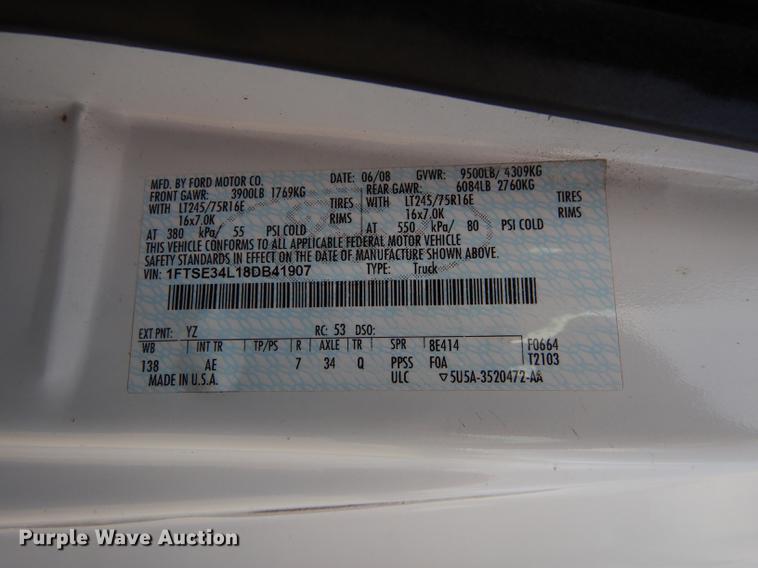 MFD. BY FORD MOTOR CO. DATE: 06/08 GVWR: 9500LB/ 4309KG
FRONT GAWR: 3900LB 1769KG REAR GAWR: 6084LB 2760KG
WITH LT245/75R16E TIRES WITH LT245/75R16E TIRES
16x7.0K RIMS 16x7.0K RIMS
AT 380 kPa/ 55 PSI COLD AT 550 kPa/ 80 PSI COLD
THIS VEHICLE CONFORMS TO ALL APPLICABLE FEDERAL MOTOR VEHICLE
SAFETY STANDARDS IN EFFECT ON THE DATE OF MANUFACTURE SHOWN ABOVE.
VIN: 1FTSE34L18DB41907 TYPE: Truck
EXT PNT: YZ RC: 53 DSO:
WB INT TR TP/PS R AXLE TR SPR 8E414 F0664
138 AE 7 34 Q PPSS FOA T2103
MADE IN U.S.A. ULC ▽5U5A-3520472-AA
Purple Wave Auction